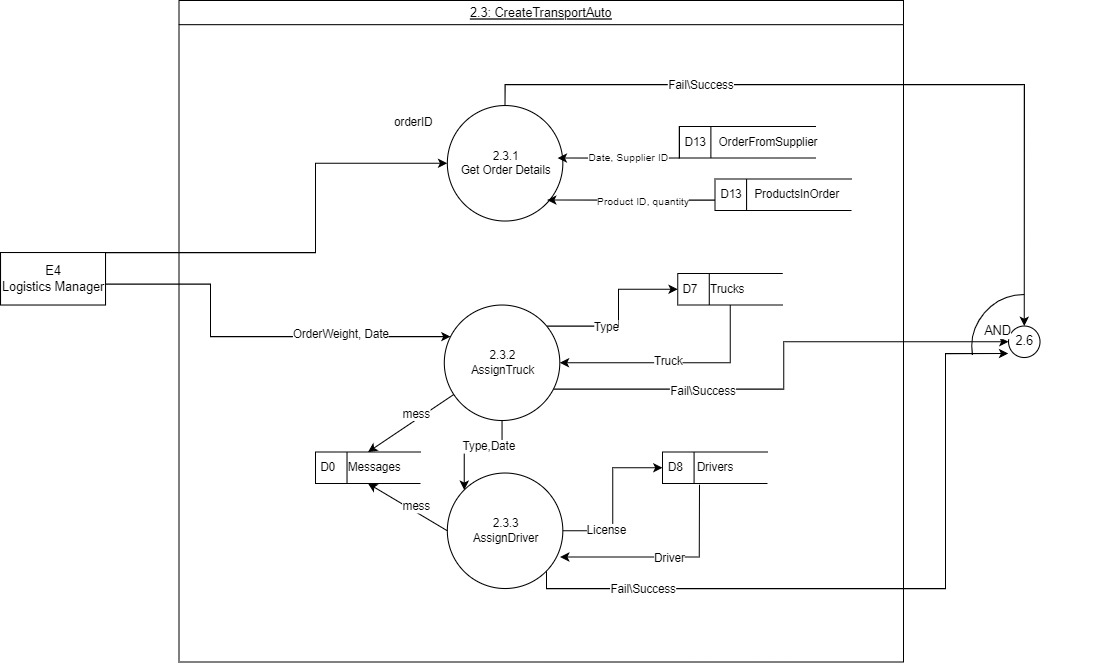 2.3: CreateTransportAuto
Fail\Success
orderID
D13
OrderFromSupplier
2.3.1
Get Order Details
Date, Supplier ID
D13
ProductsInOrder
Product ID, quantity
E4
Logistics Manager
D7
Trucks
Type
OrderWeight, Date
AND
2.6
2.3.2
AssignTruck
Truck
Fail\Success
mess
Type,Date
D0
Messages
D8
Drivers
mess
2.3.3
AssignDriver
License
Driver
Fail\Success